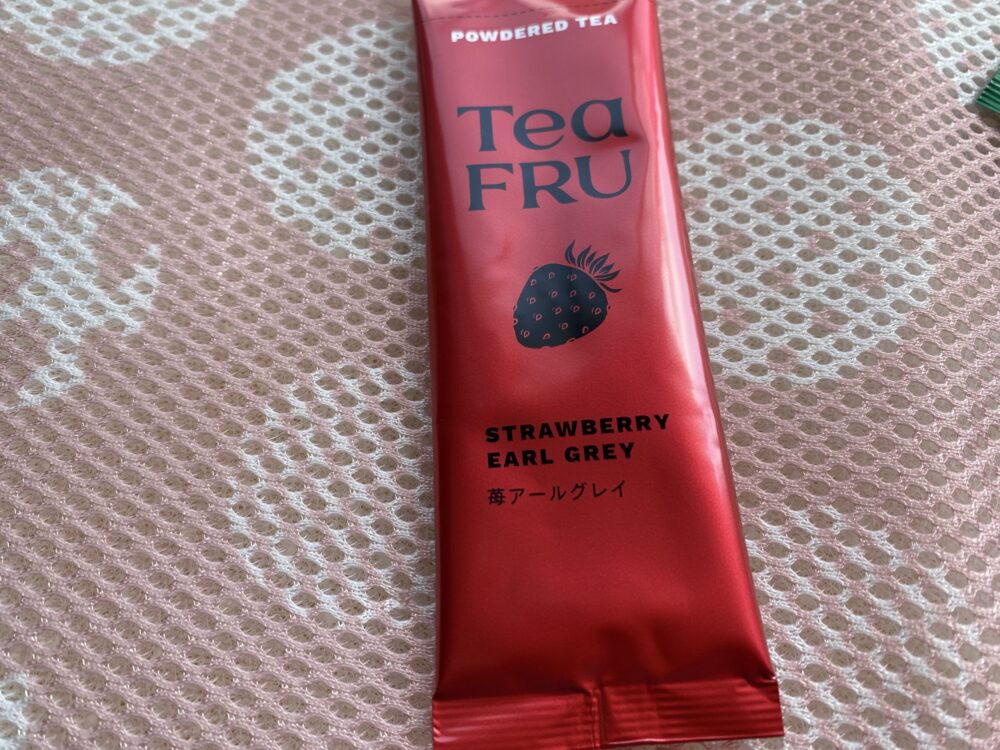 POWDERED TEA
Tea
FRU
STRAWBERRY
EARL GREY
苺アールグレイ